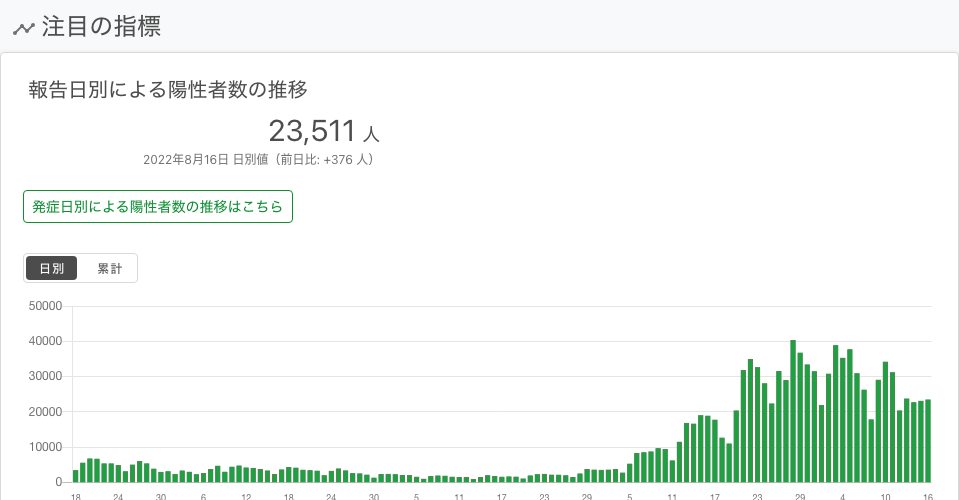 注目の指標
報告日別による陽性者数の推移
23,511 人
2022年8月16日 日別値（前日比: +376 人）
発症日別による陽性者数の推移はこちら
日別 累計
50000
40000
30000
20000
10000
0
18 24 30 6 12 18 24 30 5 11 17 23 29 5 11 17 23 29 4 10 16